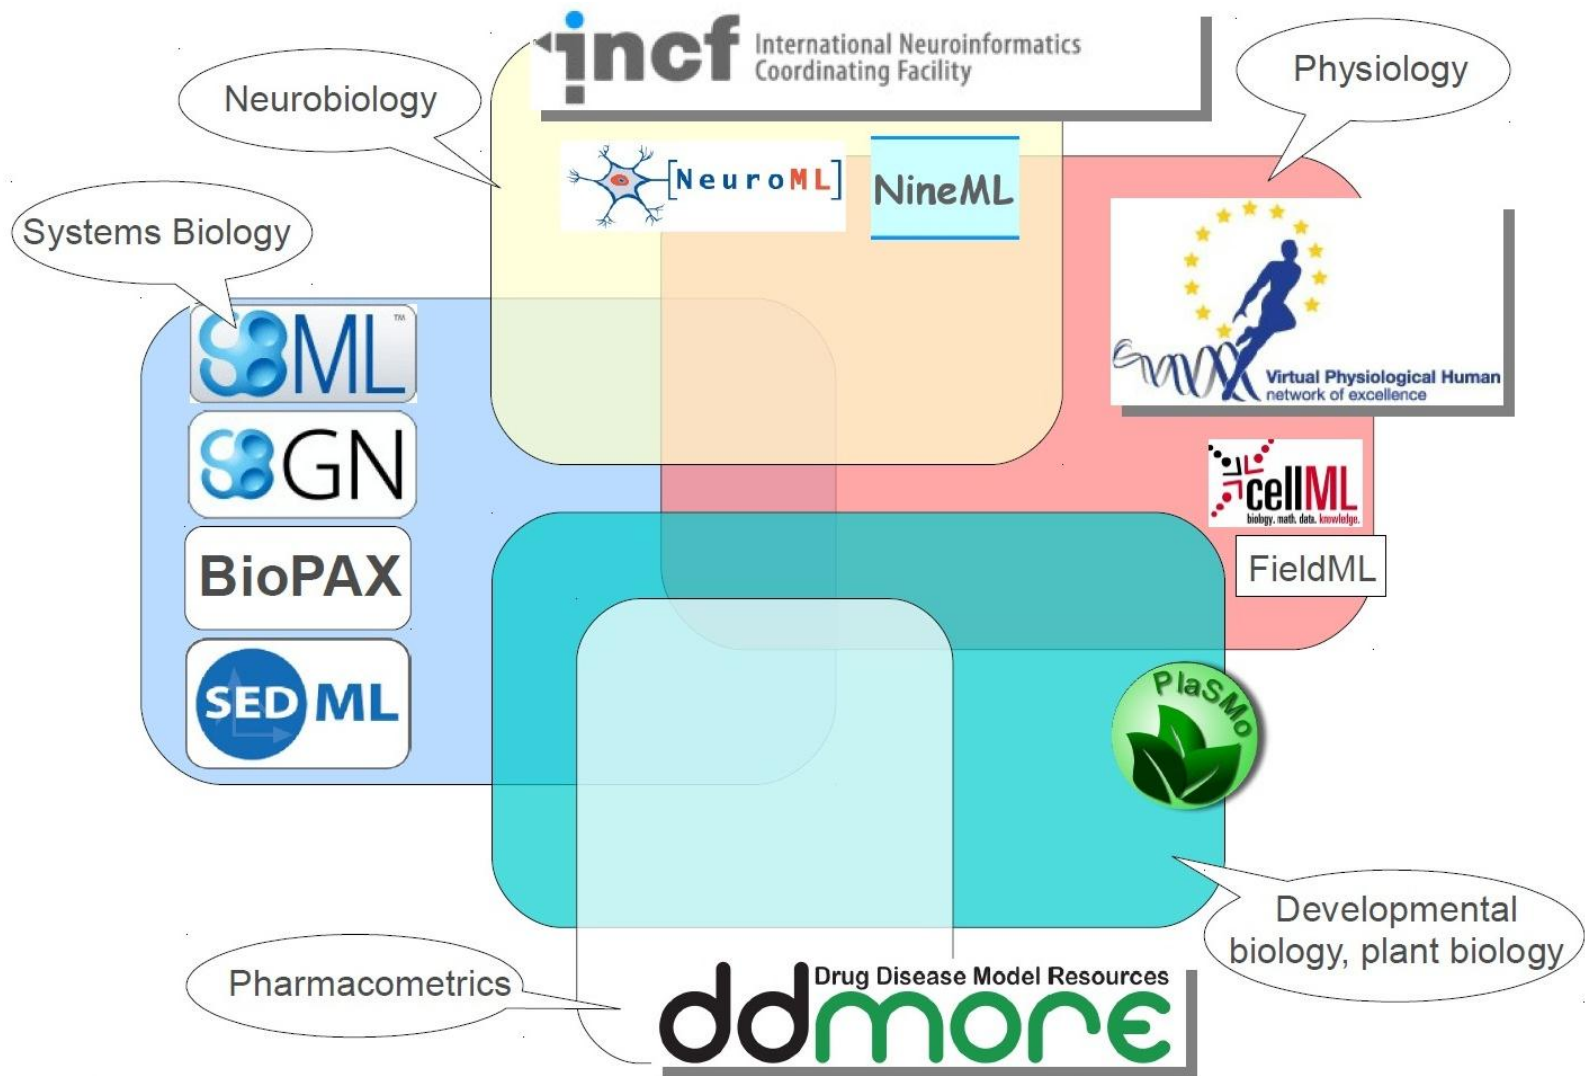 incf
International Neuroinformatics
Coordinating Facility
Physiology
Neurobiology
[NeuroML]
NineML
Systems Biology
SBML™
Virtual Physiological Human
network of excellence
SBGN
cellML
biology. math. data. knowledge.
BioPAX
FieldML
SED ML
PlaSMo
Developmental
biology, plant biology
Pharmacometrics
Drug Disease Model Resources
ddmore